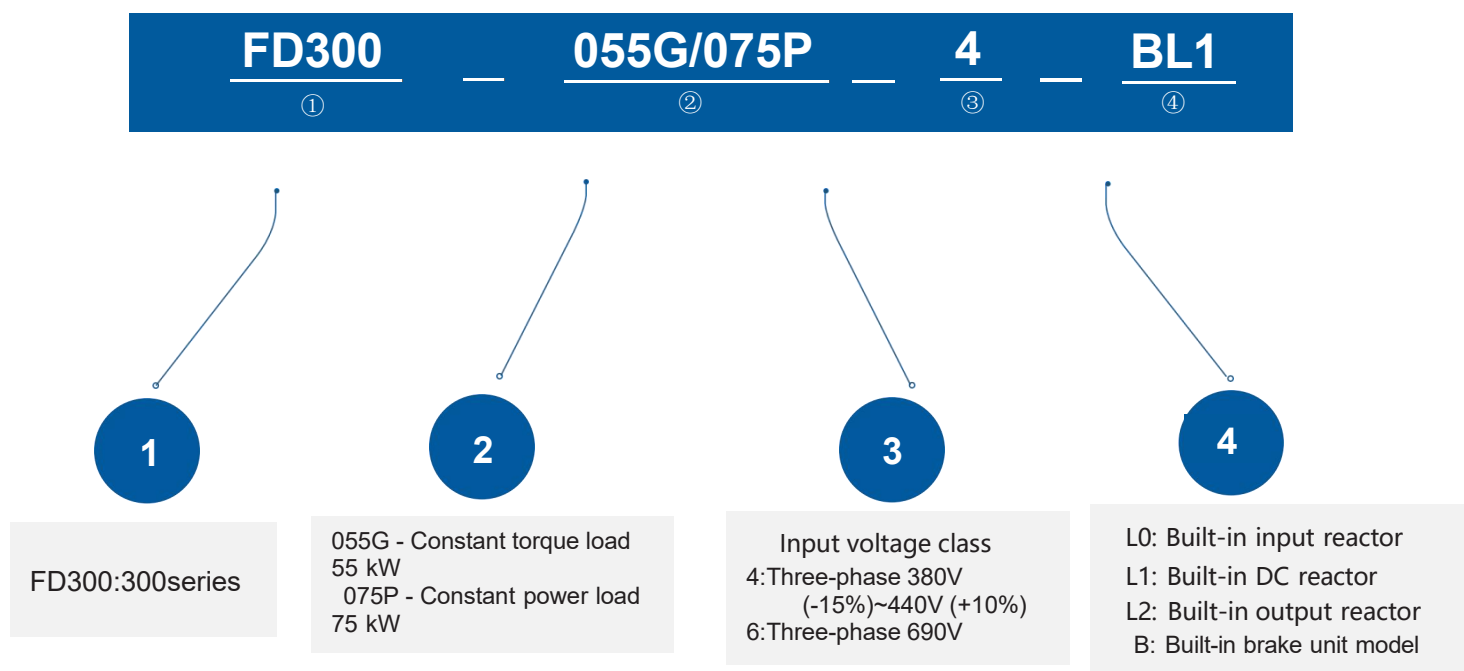 FD300 — 055G/075P — 4 — BL1
① ② ③ ④
1
2
3
4
FD300:300series
055G - Constant torque load
55 kW
075P - Constant power load
75 kW
Input voltage class
4:Three-phase 380V
(-15%)~440V (+10%)
6:Three-phase 690V
L0: Built-in input reactor
L1: Built-in DC reactor
L2: Built-in output reactor
B: Built-in brake unit model